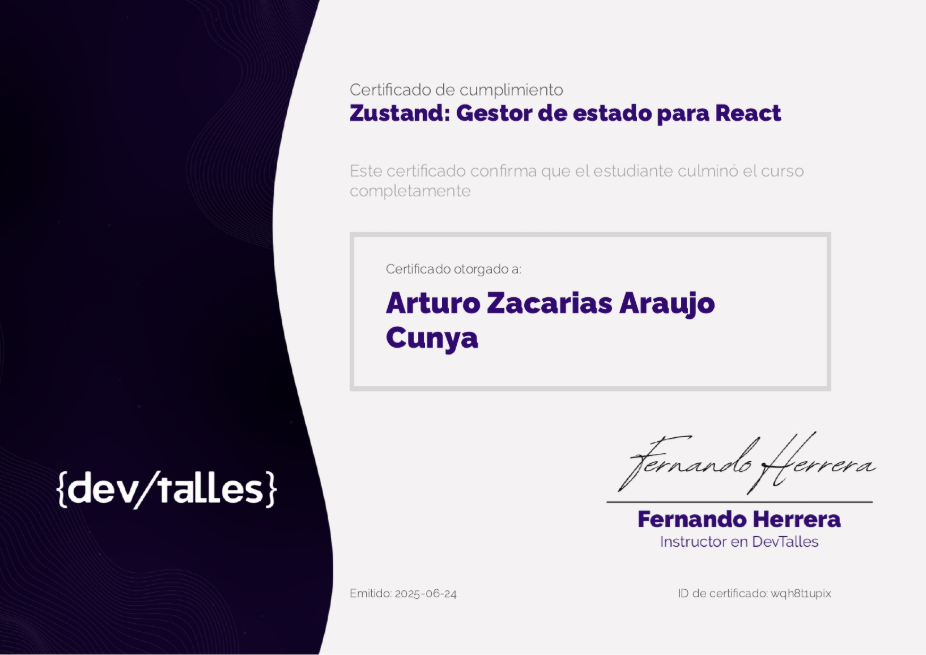 Certificado de cumplimiento
Zustand: Gestor de estado para React
Este certificado confirma que el estudiante culminó el curso
completamente
Certificado otorgado a:
Arturo Zacarias Araujo
Cunya
{dev/talles}
Fernando Herrera
Fernando Herrera
Instructor en DevTalles
Emitido: 2025-06-24
ID de certificado: wqh8t1upix